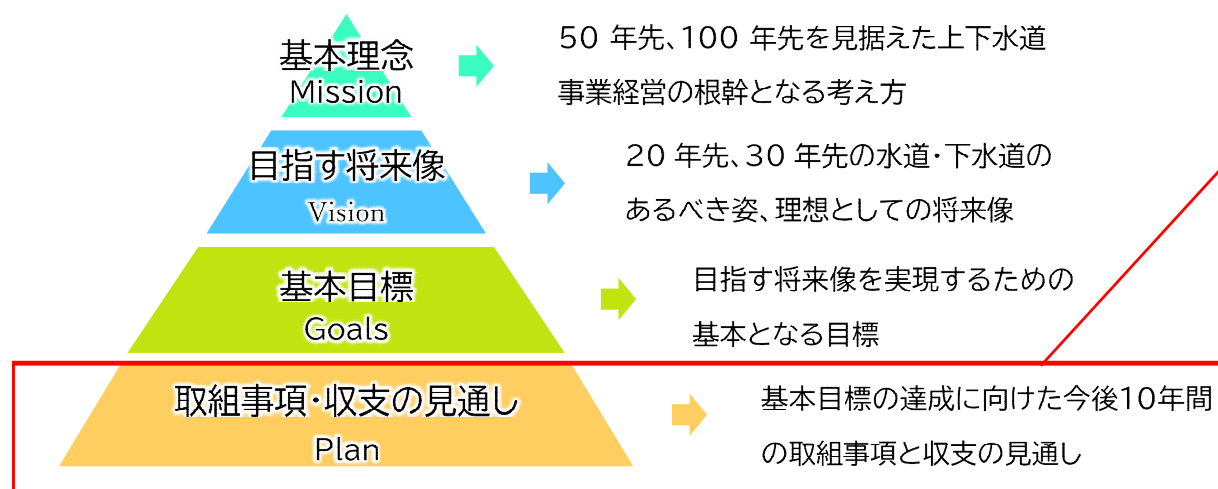 基本理念
Mission
50 年先、100 年先を見据えた上下水道
事業経営の根幹となる考え方
目指す将来像
Vision
20 年先、30 年先の水道・下水道の
あるべき姿、理想としての将来像
基本目標
Goals
目指す将来像を実現するための
基本となる目標
取組事項・収支の見通し
Plan
基本目標の達成に向けた今後10年間
の取組事項と収支の見通し